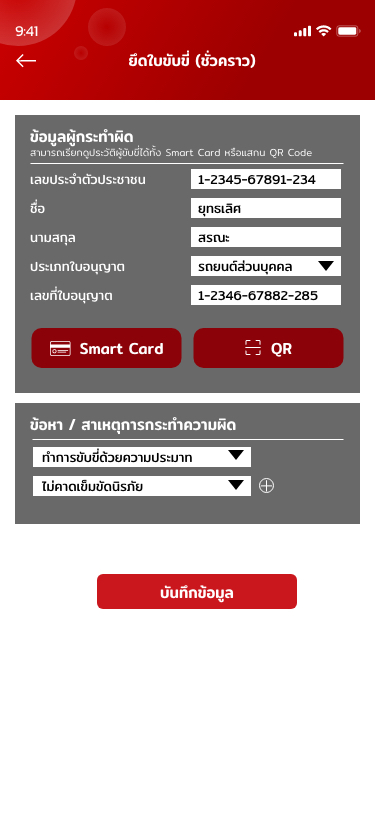 9:41
ยึดใบขับขี่ (ชั่วคราว)
ข้อมูลผู้กระทำผิด
สามารถเรียกดูประวัติผู้ขับขี่ได้ทั้ง Smart Card หรือแสกน QR Code
เลขประจำตัวประชาชน 1-2345-67891-234
ชื่อ ยุทธเลิศ
นามสกุล สรณะ
ประเภทใบอนุญาต รถยนต์ส่วนบุคคล
เลขที่ใบอนุญาต 1-2346-67882-285
Smart Card QR
ข้อหา / สาเหตุการกระทำความผิด
ทำการขับขี่ด้วยความประมาท
ไม่คาดเข็มขัดนิรภัย
บันทึกข้อมูล